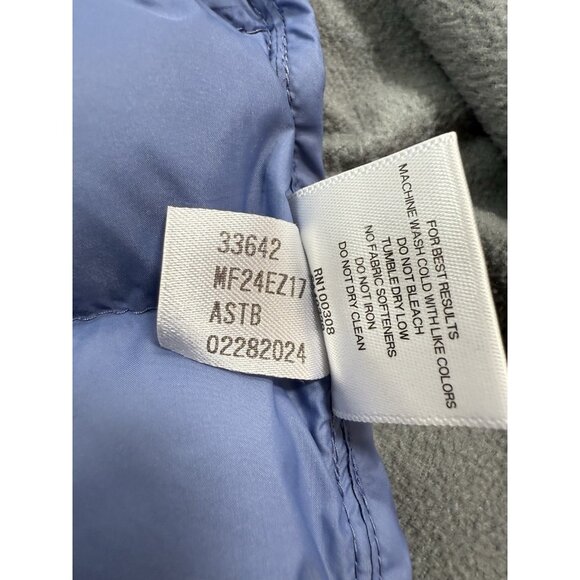 33642
MF24EZ17
ASTB
02282024
RN100308
FOR BEST RESULTS
MACHINE WASH COLD WITH LIKE COLORS
DO NOT BLEACH
TUMBLE DRY LOW
NO FABRIC SOFTENERS
DO NOT IRON
DO NOT DRY CLEAN